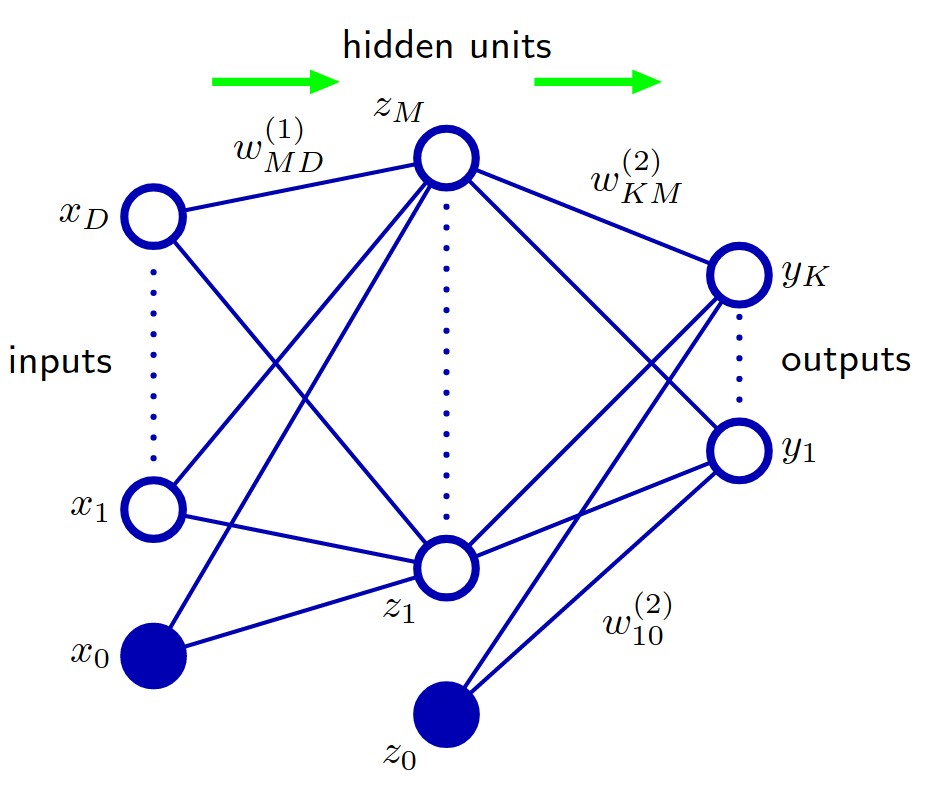 hidden units
z_M
w_{MD}^{(1)}
w_{KM}^{(2)}
x_D
y_K
inputs
outputs
y_1
x_1
z_1
w_{10}^{(2)}
x_0
z_0